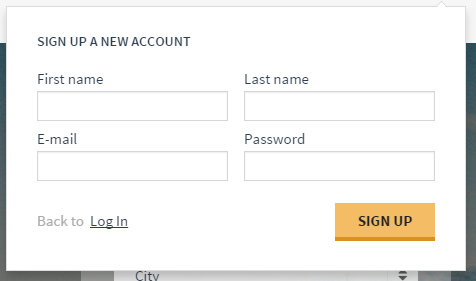 SIGN UP A NEW ACCOUNT
First name Last name
E-mail Password
Back to Log In SIGN UP
City